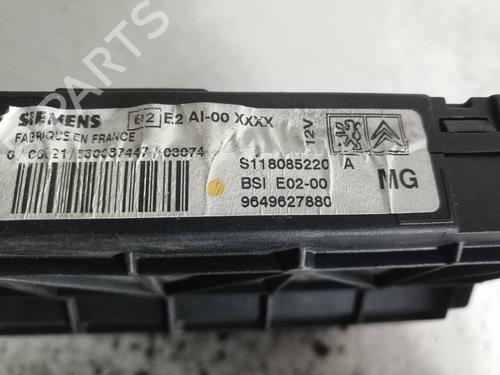 SIEMENS
FABRIQUE EN FRANCE
e2 E2 AI-00 XXXX
12V
S118085220 A
BSI E02-00
9649627880
MG